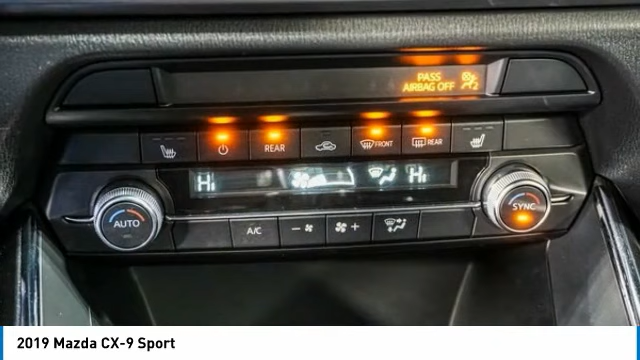 PASS
AIRBAG OFF
REAR
FRONT
REAR
Hi
Hi
AUTO
SYNC
A/C
2019 Mazda CX-9 Sport